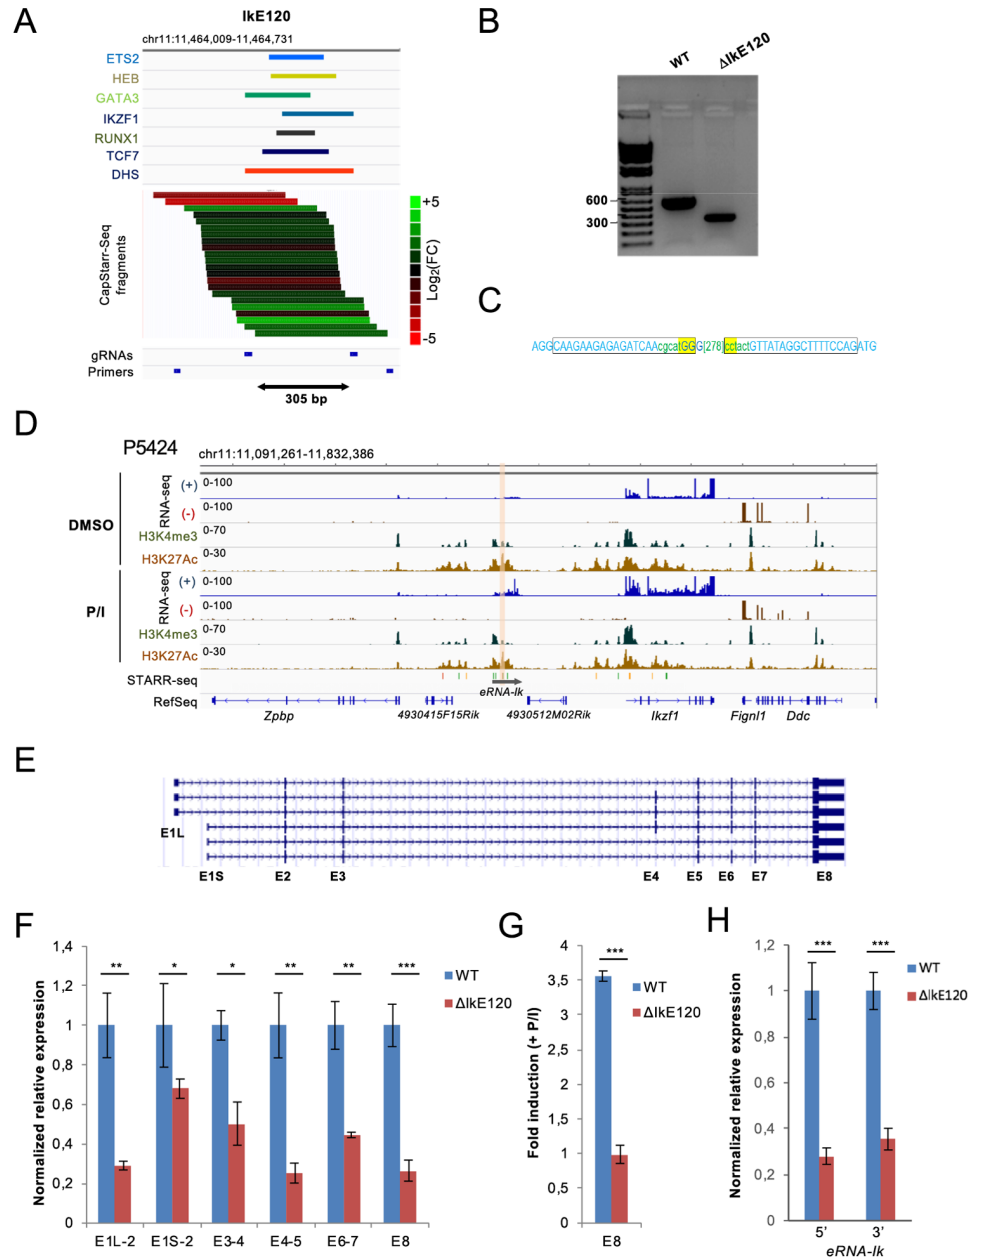 A
IkE120
chr11:11,464,009-11,464,731
ETS2
HEB
GATA3
IKZF1
RUNX1
TCF7
DHS
CapStarr-Seq
fragments
+5
Log2(FC)
-5
gRNAs
Primers
305 bp
B
WT
ΔIkE120
600
300
C
AGGCAAGAAGAGAGATCAAcgcatGGG[278]cctactGTTATAGGCTTTTCCAGATG
D
P5424
chr11:11,091,261-11,832,386
DMSO
RNA-seq
(+)
0-100
(-)
0-100
H3K4me3
0-70
H3K27Ac
0-30
P/I
RNA-seq
(+)
0-100
(-)
0-100
H3K4me3
0-70
H3K27Ac
0-30
STARR-seq
eRNA-Ik
RefSeq
Zpbp
4930415F15Rik
4930512M02Rik
Ikzf1
Fignl1
Ddc
E
E1L
E1S E2 E3 E4 E5 E6 E7 E8
F
Normalized relative expression
1,4
1,2
1
0,8
0,6
0,4
0,2
0
** * * ** ** ***
WT
ΔIkE120
E1L-2 E1S-2 E3-4 E4-5 E6-7 E8
G
Fold induction (+ P/I)
4
3,5
3
2,5
2
1,5
1
0,5
0
***
WT
ΔIkE120
E8
H
Normalized relative expression
1,2
1
0,8
0,6
0,4
0,2
0
*** ***
WT
ΔIkE120
5' 3'
eRNA-Ik